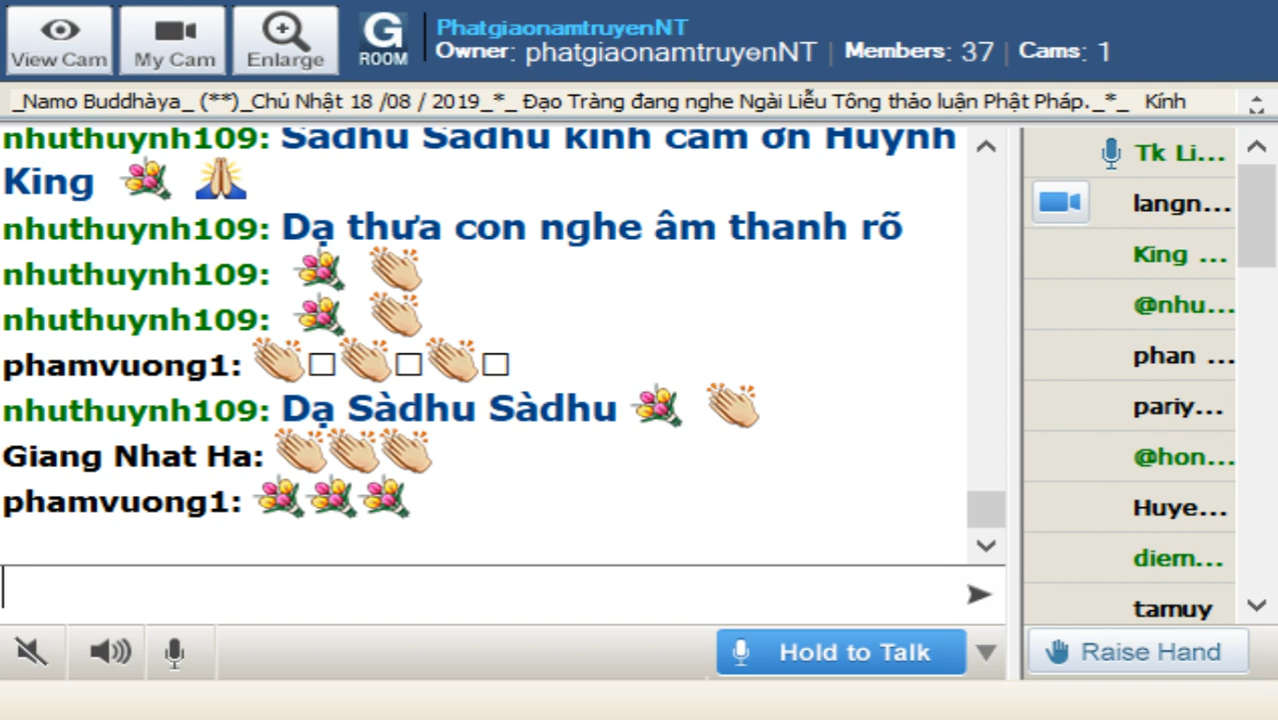 View Cam
My Cam
Enlarge
G
ROOM
PhatgiaonamtruyenNT
Owner: phatgiaonamtruyenNT | Members: 37 | Cams: 1
_Namo Buddhàya_ (**)_Chủ Nhật 18 /08 / 2019_*_ Đạo Tràng đang nghe Ngài Liễu Tông thảo luận Phật Pháp._*_ Kính
nhuthuynh109: Sadhu Sadhu kính cám ơn Huynh
King
nhuthuynh109: Dạ thưa con nghe âm thanh rõ
nhuthuynh109:
nhuthuynh109:
phamvuong1:
nhuthuynh109: Dạ Sàdhu Sàdhu
Giang Nhat Ha:
phamvuong1:
Tk Li...
langn...
King ...
@nhu...
phan ...
pariy...
@hon...
Huye...
diem...
tamuy
Hold to Talk
Raise Hand